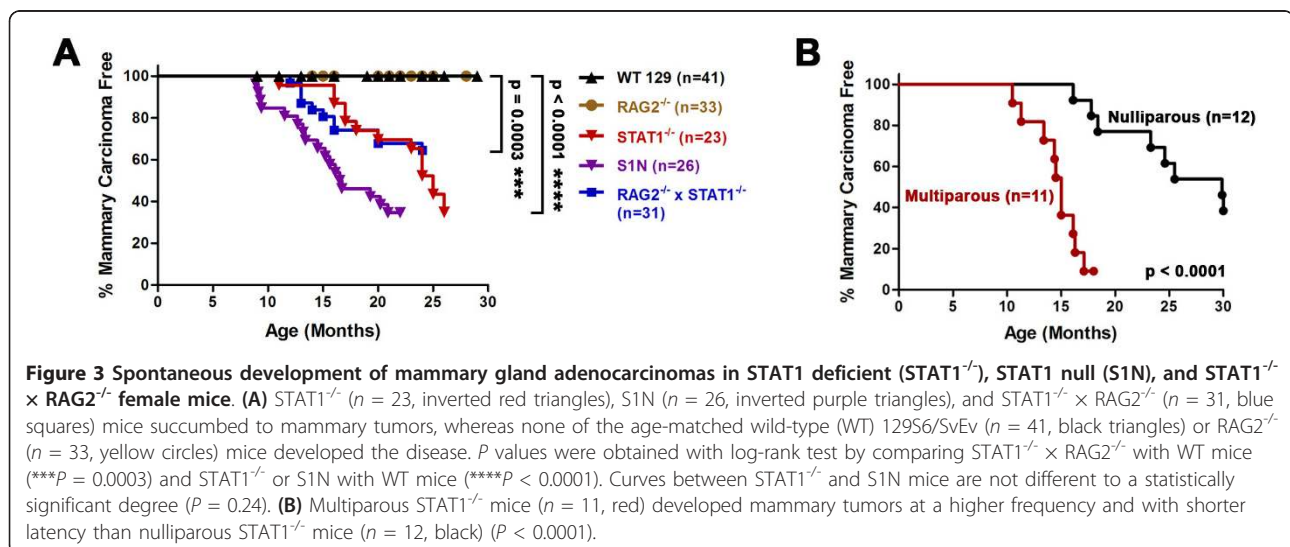 A
% Mammary Carcinoma Free
100
80
60
40
20
0
0 5 10 15 20 25 30
Age (Months)
p = 0.0003 ***
p < 0.0001 ****
WT 129 (n=41)
RAG2-/- (n=33)
STAT1-/- (n=23)
S1N (n=26)
RAG2-/- x STAT1-/-
(n=31)
B
% Mammary Carcinoma Free
100
80
60
40
20
0
0 5 10 15 20 25 30
Age (Months)
Nulliparous (n=12)
Multiparous (n=11)
p < 0.0001
Figure 3 Spontaneous development of mammary gland adenocarcinomas in STAT1 deficient (STAT1-/-), STAT1 null (S1N), and STAT1-/-
× RAG2-/- female mice. (A) STAT1-/- (n = 23, inverted red triangles), S1N (n = 26, inverted purple triangles), and STAT1-/- × RAG2-/- (n = 31, blue
squares) mice succumbed to mammary tumors, whereas none of the age-matched wild-type (WT) 129S6/SvEv (n = 41, black triangles) or RAG2-/-
(n = 33, yellow circles) mice developed the disease. P values were obtained with log-rank test by comparing STAT1-/- × RAG2-/- with WT mice
(***P = 0.0003) and STAT1-/- or S1N with WT mice (****P < 0.0001). Curves between STAT1-/- and S1N mice are not different to a statistically
significant degree (P = 0.24). (B) Multiparous STAT1-/- mice (n = 11, red) developed mammary tumors at a higher frequency and with shorter
latency than nulliparous STAT1-/- mice (n = 12, black) (P < 0.0001).